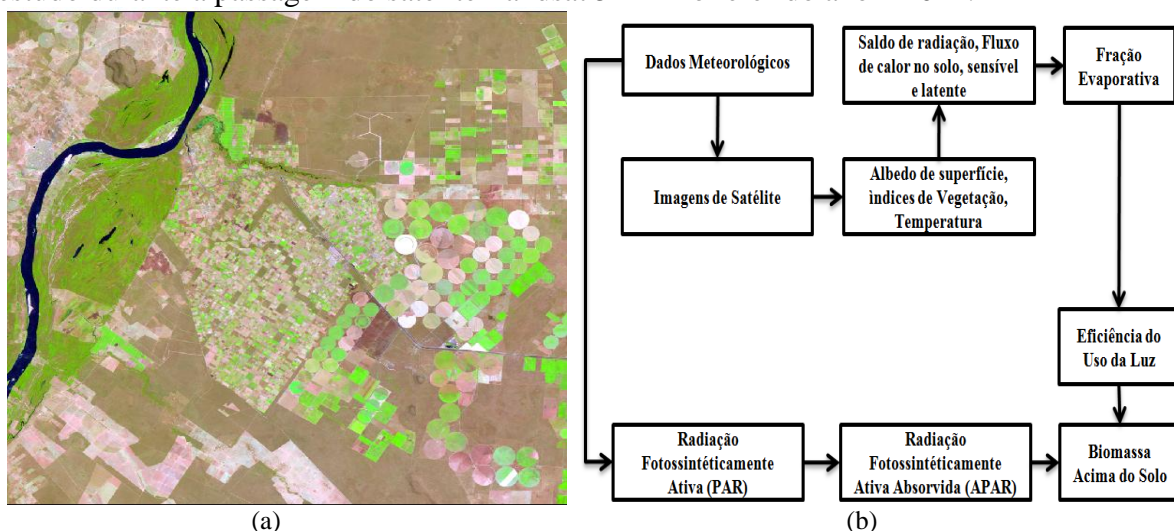 Dados Meteorológicos
Saldo de radiação, Fluxo
de calor no solo, sensível
e latente
Fração
Evaporativa
Imagens de Satélite
Albedo de superfície,
ìndices de Vegetação,
Temperatura
Eficiência do
Uso da Luz
Radiação
Fotossintéticamente
Ativa (PAR)
Radiação
Fotossintéticamente
Ativa Absorvida (APAR)
Biomassa
Acima do Solo
(a)
(b)